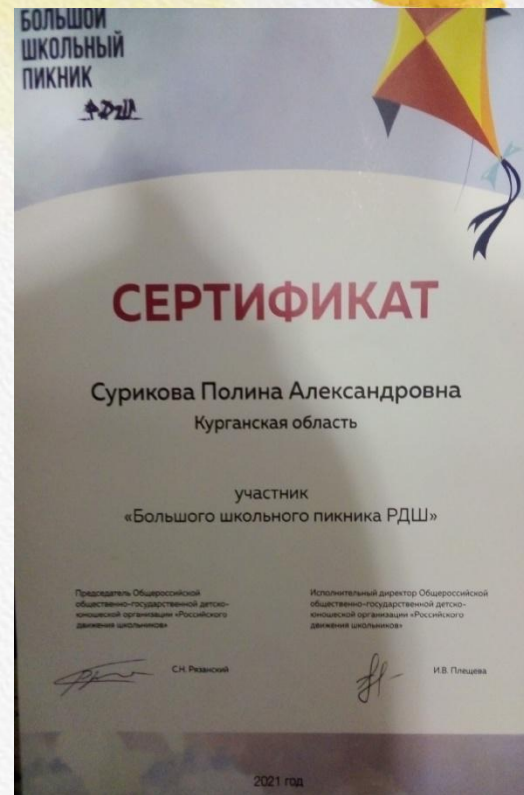 БОЛЬШОЙ
ШКОЛЬНЫЙ
ПИКНИК
РДШ
СЕРТИФИКАТ
Сурикова Полина Александровна
Курганская область
участник
«Большого школьного пикника РДШ»
Председатель Общероссийской
общественно-государственной детско-
юношеской организации «Российского
движения школьников»
С.Н. Рязанский
Исполнительный директор Общероссийской
общественно-государственной детско-
юношеской организации «Российского
движения школьников»
И.В. Плещева
2021 год